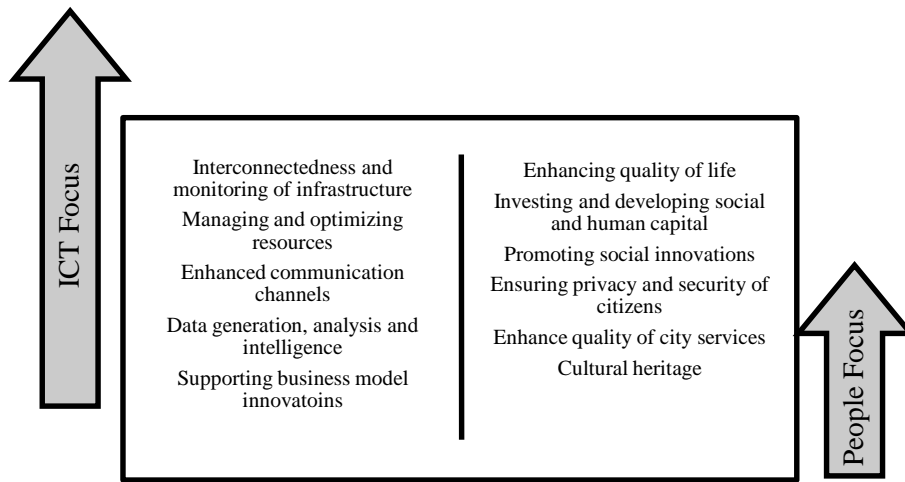 ICT Focus
Interconnectedness and
monitoring of infrastructure
Managing and optimizing
resources
Enhanced communication
channels
Data generation, analysis and
intelligence
Supporting business model
innovatoins
Enhancing quality of life
Investing and developing social
and human capital
Promoting social innovations
Ensuring privacy and security of
citizens
Enhance quality of city services
Cultural heritage
People Focus